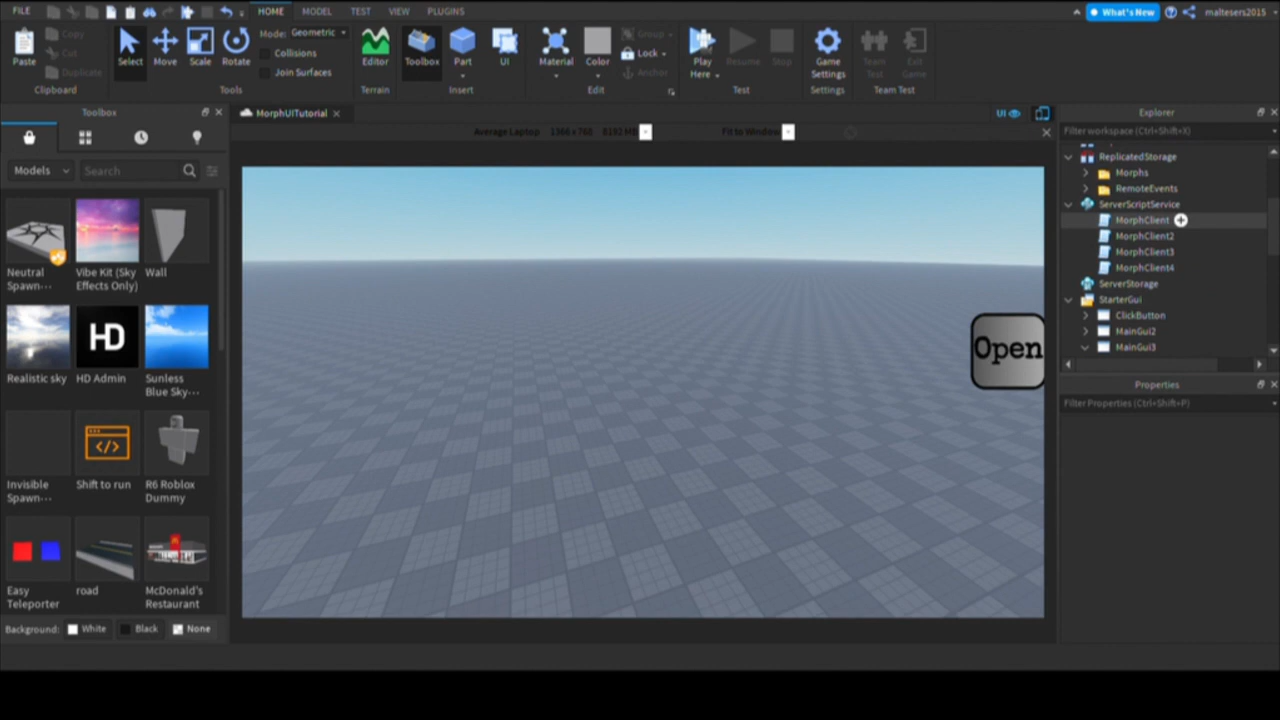 FILE HOME MODEL TEST VIEW PLUGINS What's New maltesers2015
Paste Copy Cut Duplicate Clipboard
Select Move Scale Rotate Mode: Geometric Collisions Join Surfaces Tools
Editor Terrain
Toolbox Part UI Insert
Material Color Group Lock Anchor Edit
Play Here Resume Stop Test
Game Settings Settings
Team Test Exit Game Team Test
Toolbox
MorphUITutorial
UI
Explorer
Average Laptop 1366 x 768 8192 MB Fit to Window
Filter workspace (Ctrl+Shift+X)
Models Search
ReplicatedStorage
Morphs
RemoteEvents
ServerScriptService
MorphClient
MorphClient2
MorphClient3
MorphClient4
ServerStorage
StarterGui
ClickButton
MainGui2
MainGui3
Properties
Filter Properties (Ctrl+Shift+P)
Neutral Spawn... Vibe Kit (Sky Effects Only) Wall
Realistic sky HD Admin Sunless Blue Sky...
HD
Invisible Spawn... Shift to run R6 Roblox Dummy
Easy Teleporter road McDonald's Restaurant
Background: White Black None
Open